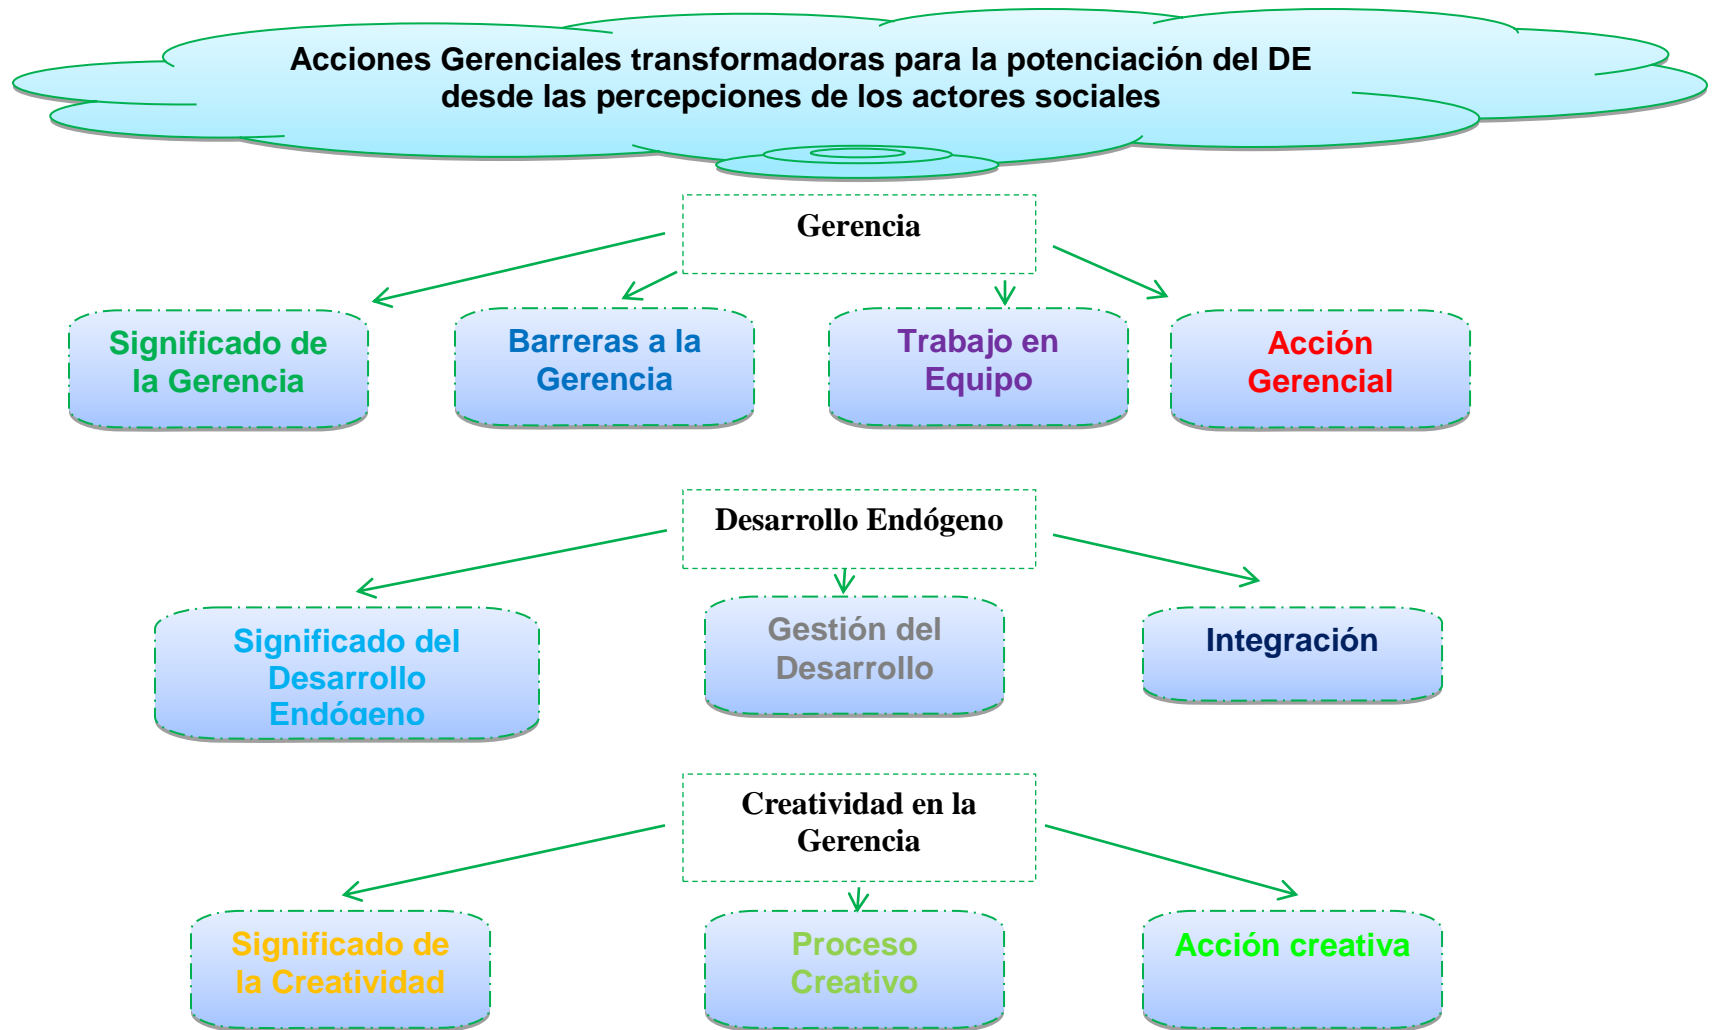 Acciones Gerenciales transformadoras para la potenciación del DE
desde las percepciones de los actores sociales
Gerencia
Significado de
la Gerencia
Barreras a la
Gerencia
Trabajo en
Equipo
Acción
Gerencial
Desarrollo Endógeno
Significado del
Desarrollo
Endógeno
Gestión del
Desarrollo
Integración
Creatividad en la
Gerencia
Significado de
la Creatividad
Proceso
Creativo
Acción creativa